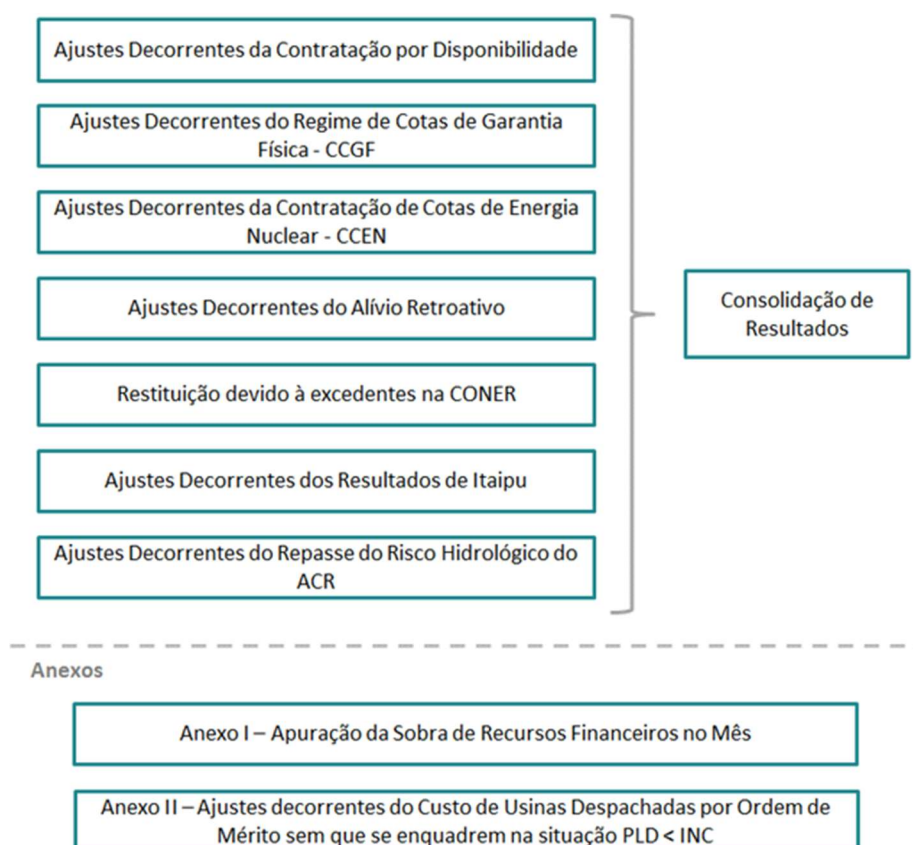 Ajustes Decorrentes da Contratação por Disponibilidade
Ajustes Decorrentes do Regime de Cotas de Garantia
Física - CCGF
Ajustes Decorrentes da Contratação de Cotas de Energia
Nuclear - CCEN
Ajustes Decorrentes do Alívio Retroativo
Restituição devido à excedentes na CONER
Ajustes Decorrentes dos Resultados de Itaipu
Ajustes Decorrentes do Repasse do Risco Hidrológico do
ACR
Consolidação de
Resultados
Anexos
Anexo I – Apuração da Sobra de Recursos Financeiros no Mês
Anexo II – Ajustes decorrentes do Custo de Usinas Despachadas por Ordem de
Mérito sem que se enquadrem na situação PLD < INC